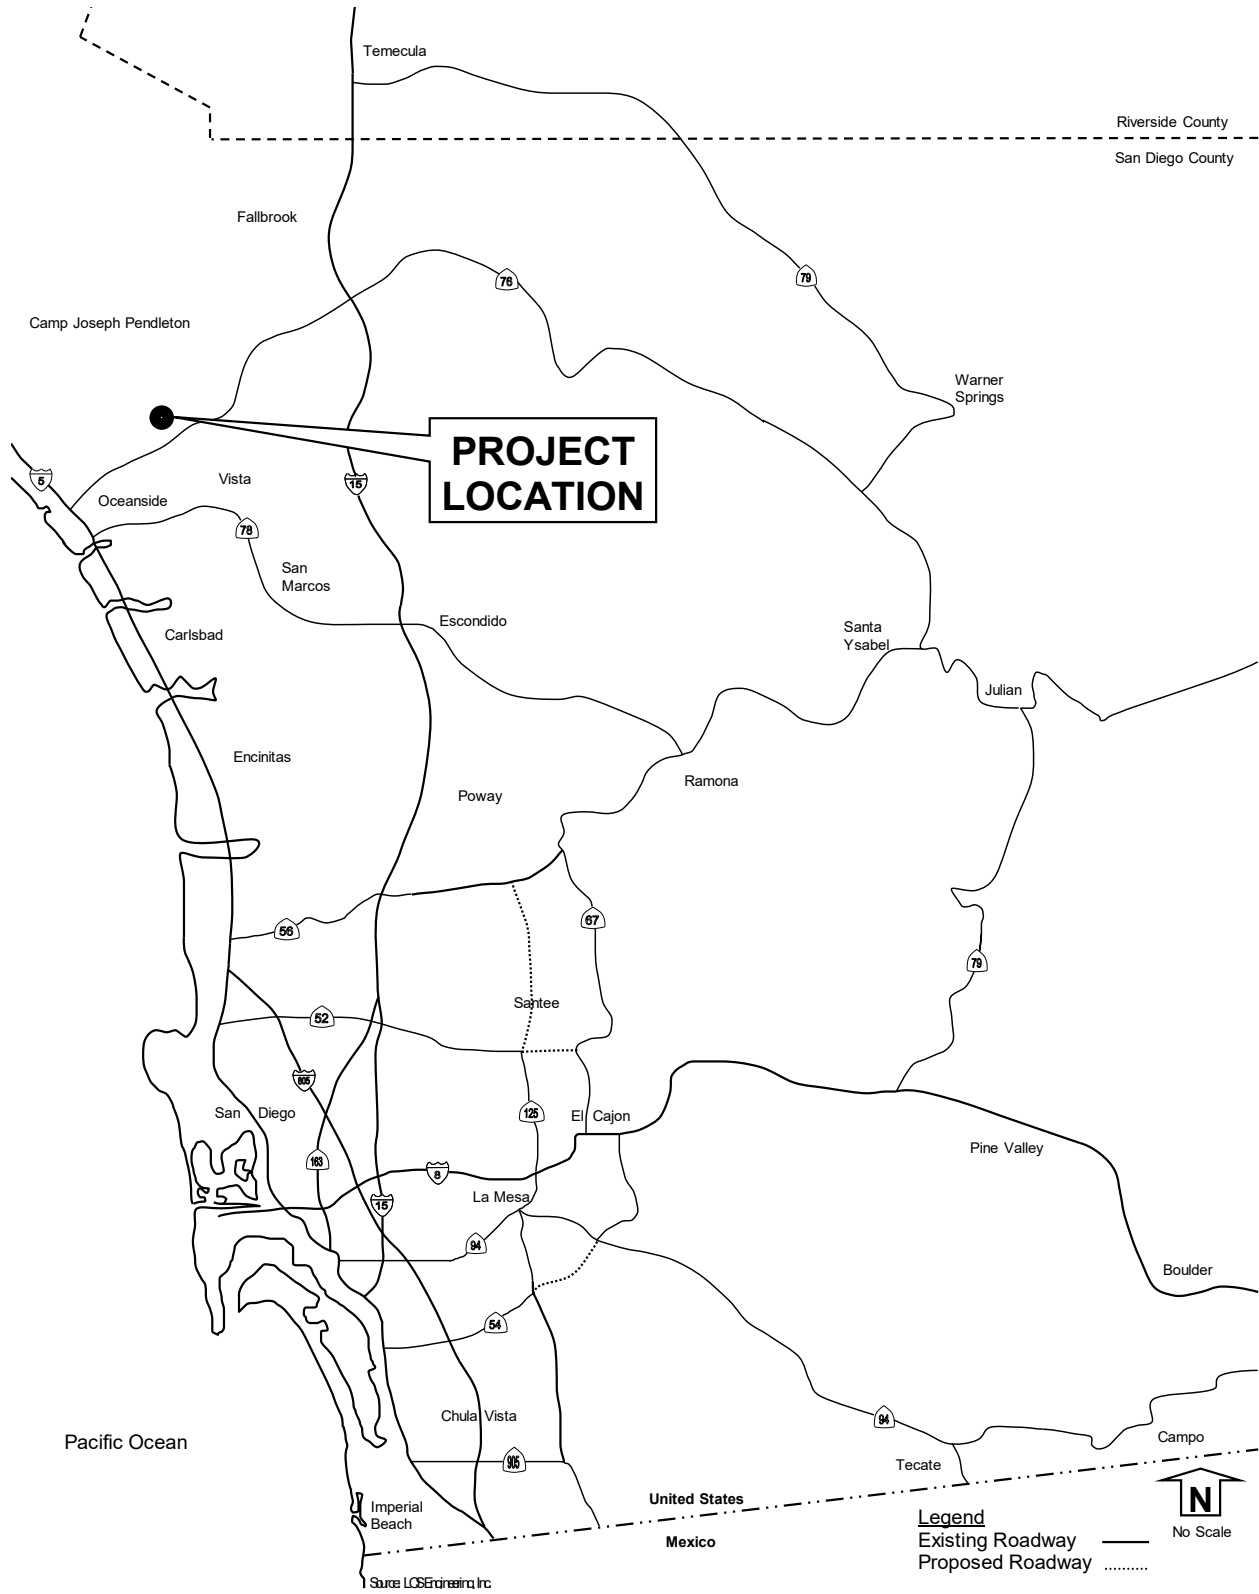 Temecula
Riverside County
San Diego County
Fallbrook
76
79
Camp Joseph Pendleton
Warner
Springs
PROJECT
LOCATION
5
Vista
15
Oceanside
78
San
Marcos
Escondido
Santa
Ysabel
Carlsbad
Julian
Encinitas
Ramona
Poway
67
56
79
Santee
52
805
San Diego
125
El Cajon
Pine Valley
163
8
La Mesa
15
94
Boulder
54
Chula Vista
94
Pacific Ocean
Campo
905
Tecate
United States
Mexico
Imperial
Beach
N
No Scale
Legend
Existing Roadway
Proposed Roadway
Source: LOS Engineering, Inc.